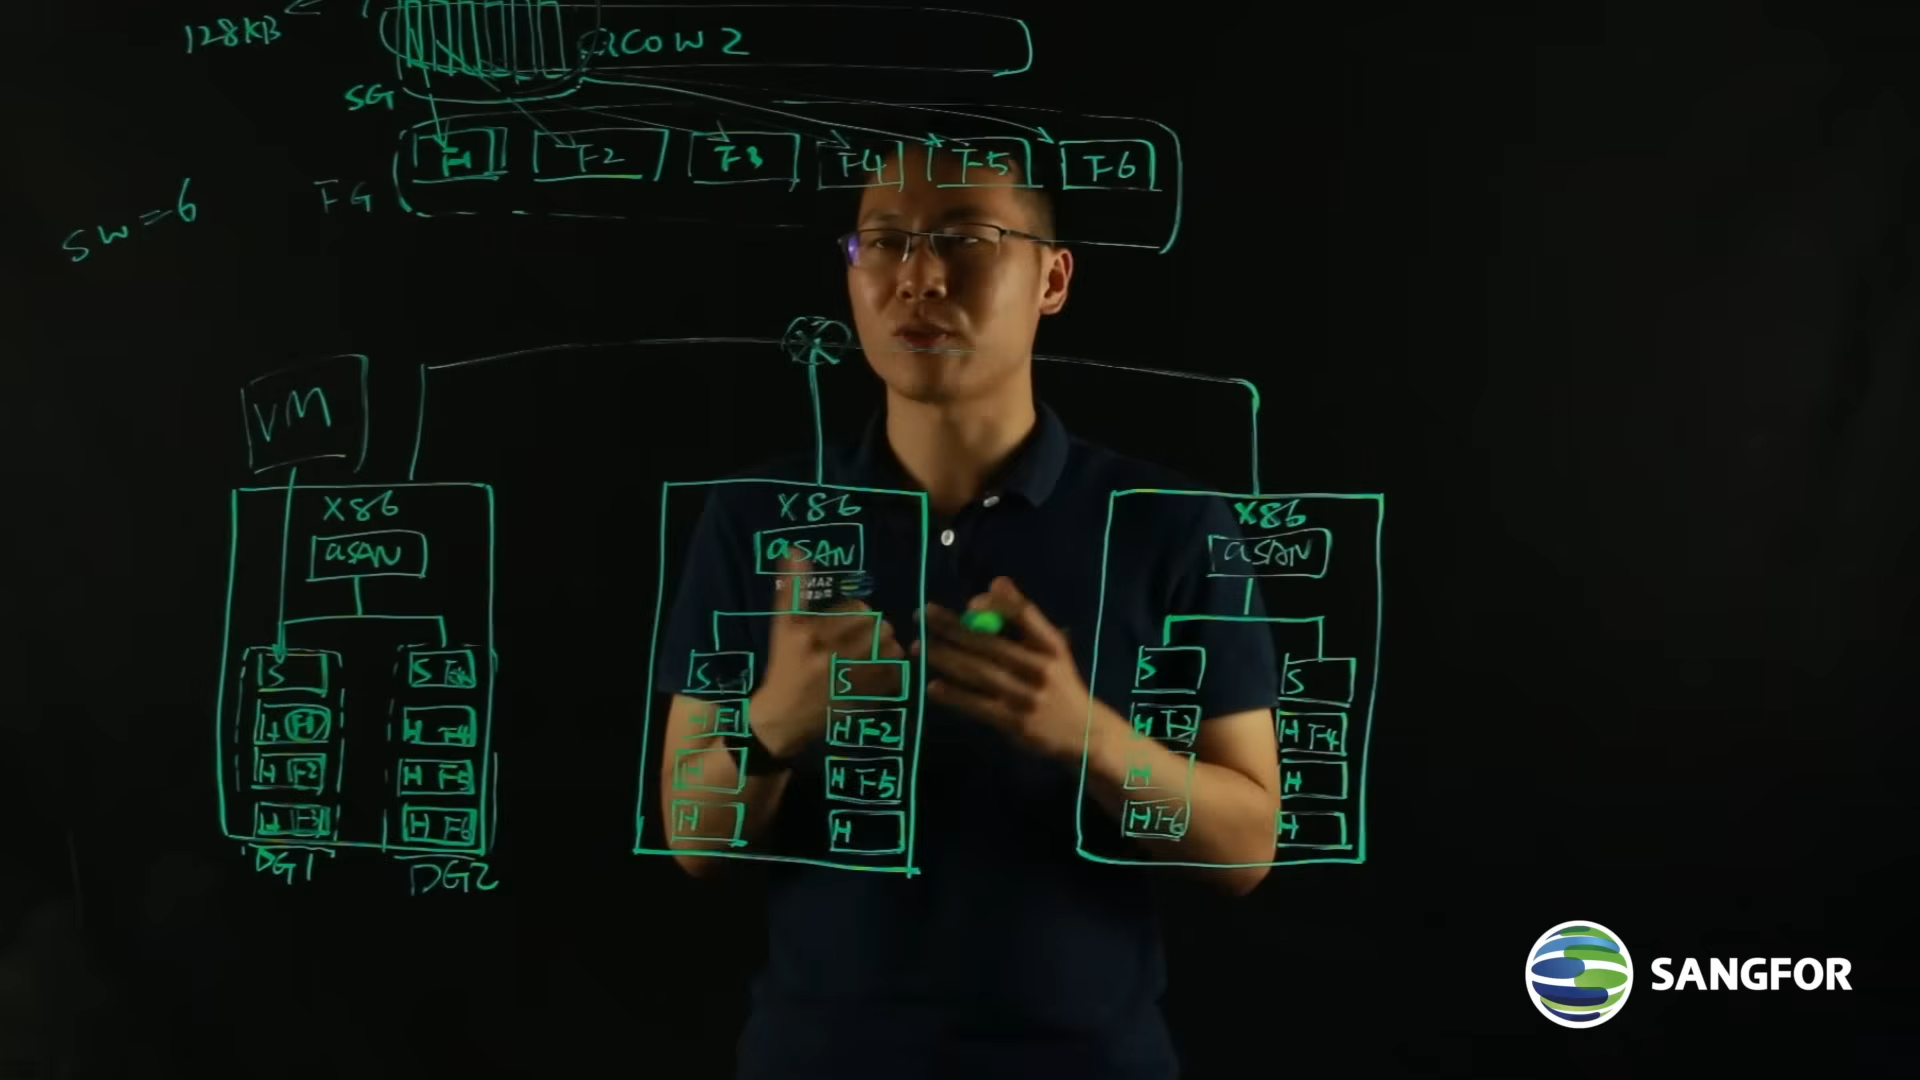 128KB
QCOW2
SG
F1 F2 F3 F4 F5 F6
FG
SW=6
VM
X86 X86 X86
aSAN aSAN aSAN
S S S S S S
H F1 H F4 H F1 H F2 H H F4
H F2 H F5 H H F5 H H
H F3 H F6 H H H F6 H
DG1 DG2
SANGFOR